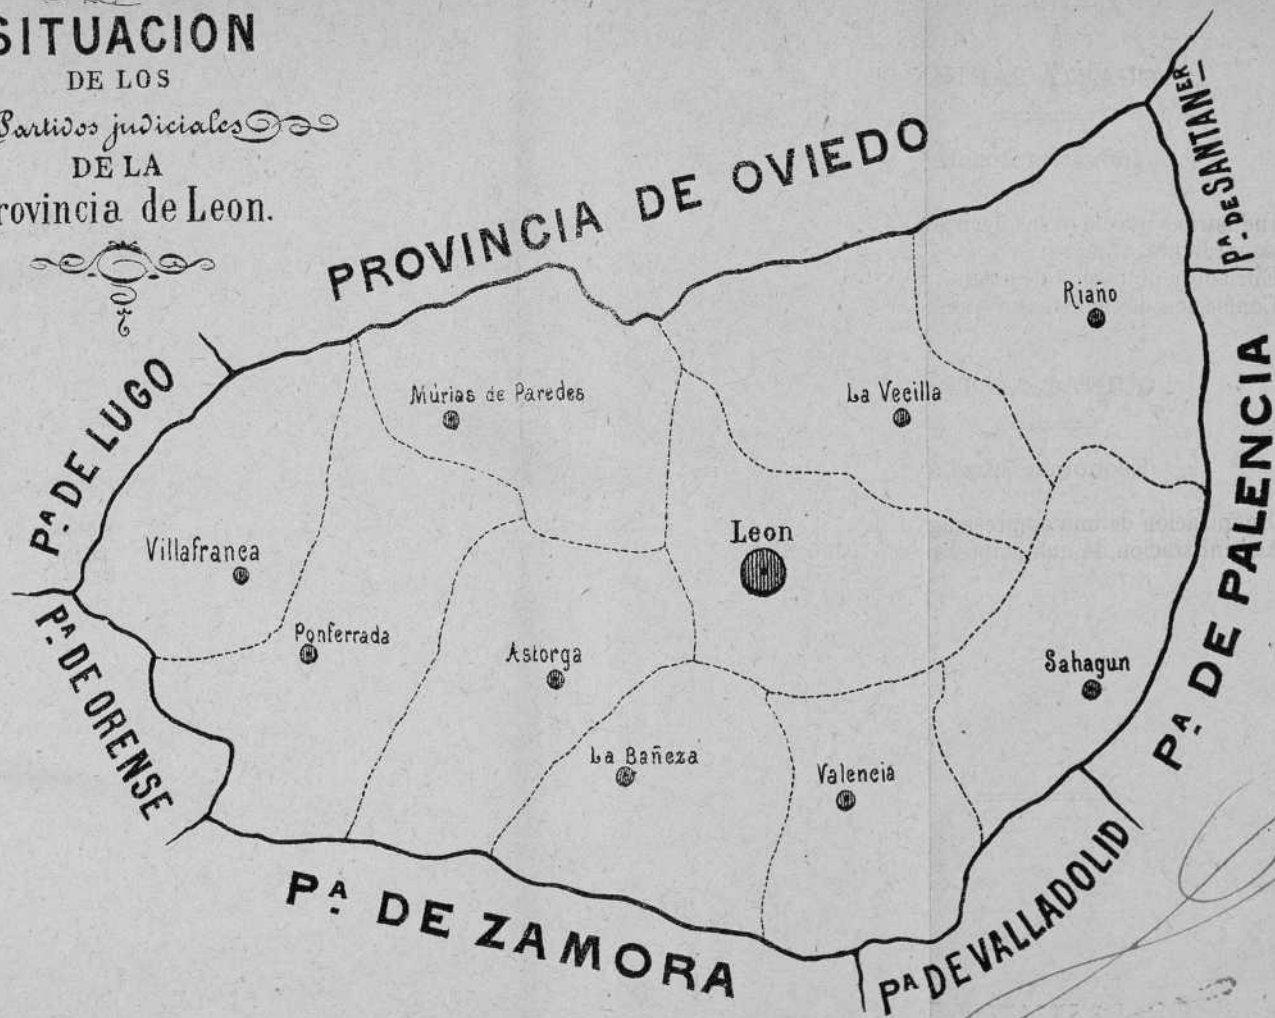 SITUACION
DE LOS
Partidos judiciales
DE LA
rovincia de Leon.
PROVINCIA DE OVIEDO
Pᴬ. DE SANTANᴱᴿ
Pᴬ. DE LUGO
Riaño
Múrias de Paredes
La Vecilla
Pᴬ. DE PALENCIA
Villafranca
Leon
Pᴬ DE ORENSE
Ponferrada
Astorga
Sahagun
La Bañeza
Valencia
Pᴬ. DE ZAMORA
Pᴬ DE VALLADOLID